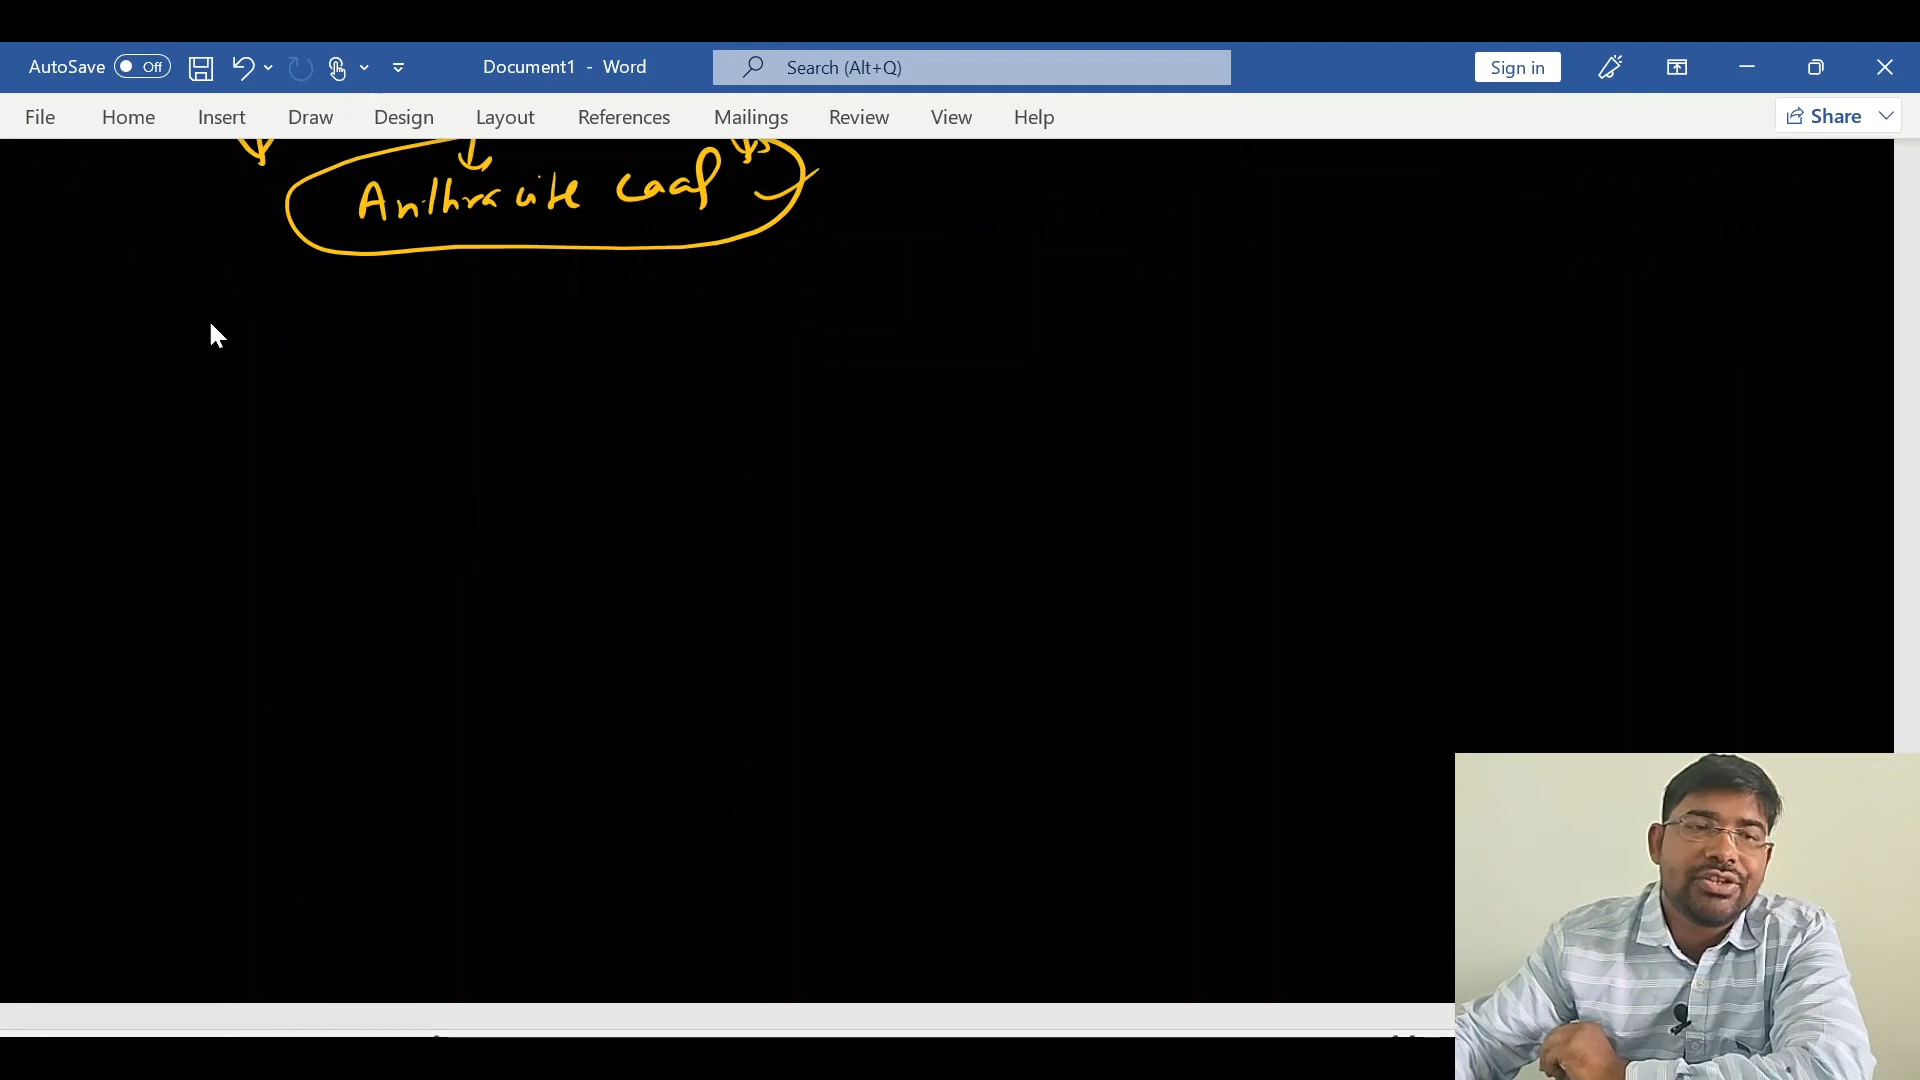 AutoSave Off Document1 - Word Search (Alt+Q) Sign in
File Home Insert Draw Design Layout References Mailings Review View Help Share
Anthracite coal